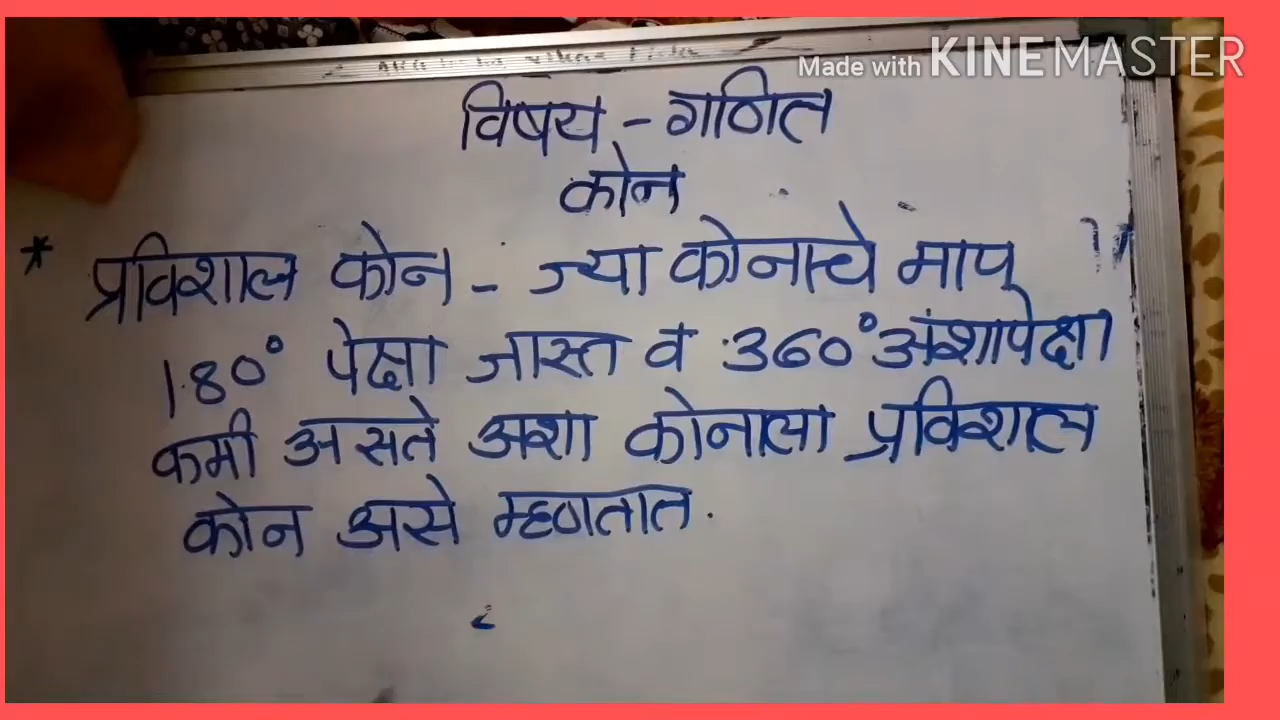 Made with KINEMASTER
विषय - गणित
कोन
* प्रविशाल कोन - ज्या कोनाचे माप
180° पेक्षा जास्त व 360° अंशापेक्षा
कमी असते अशा कोनाला प्रविशाल
कोन असे म्हणतात.